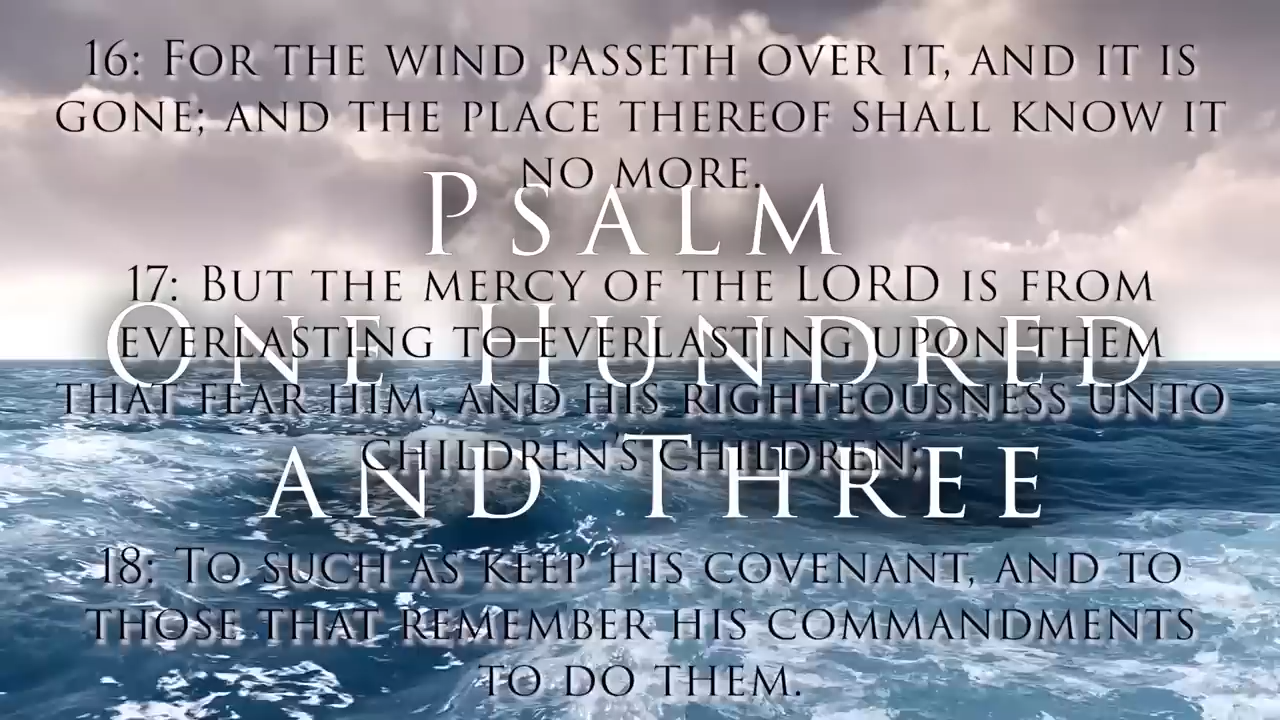 16: For the wind passeth over it, and it is
gone; and the place thereof shall know it
no more.
Psalm
17: But the mercy of the LORD is from
One Hundred
everlasting to everlasting upon them
that fear him, and his righteousness unto
children's children;
and Three
18: To such as keep his covenant, and to
those that remember his commandments
to do them.